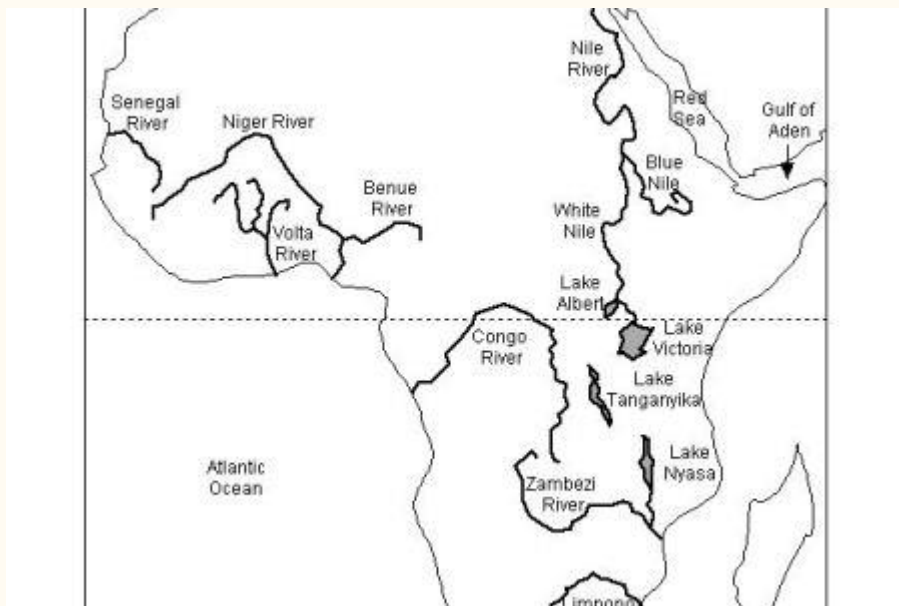 Nile
River
Senegal
River
Niger River
Red
Sea
Gulf of
Aden
Blue
Nile
Benue
River
White
Nile
Volta
River
Lake
Albert
Congo
River
Lake
Victoria
Lake
Tanganyika
Atlantic
Ocean
Lake
Nyasa
Zambezi
River
Limpopo